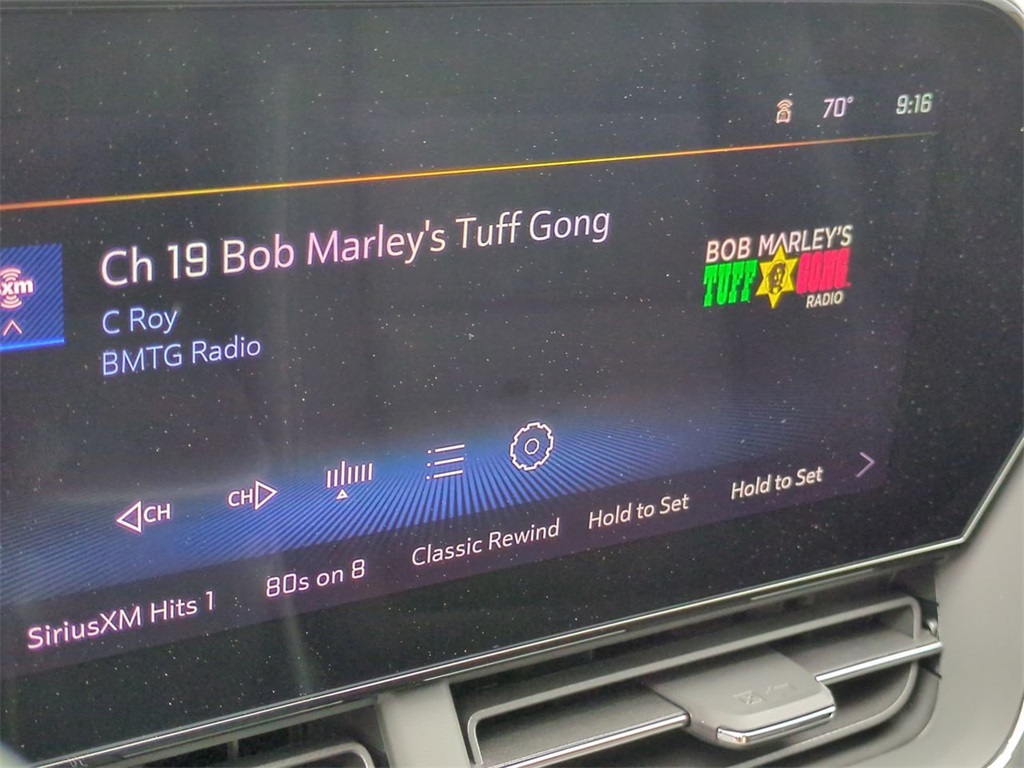 70° 9:16
xm
Ch 19 Bob Marley's Tuff Gong
C Roy
BMTG Radio
BOB MARLEY'S
TUFF GONG
RADIO
CH
CH
SiriusXM Hits 1 80s on 8 Classic Rewind Hold to Set Hold to Set